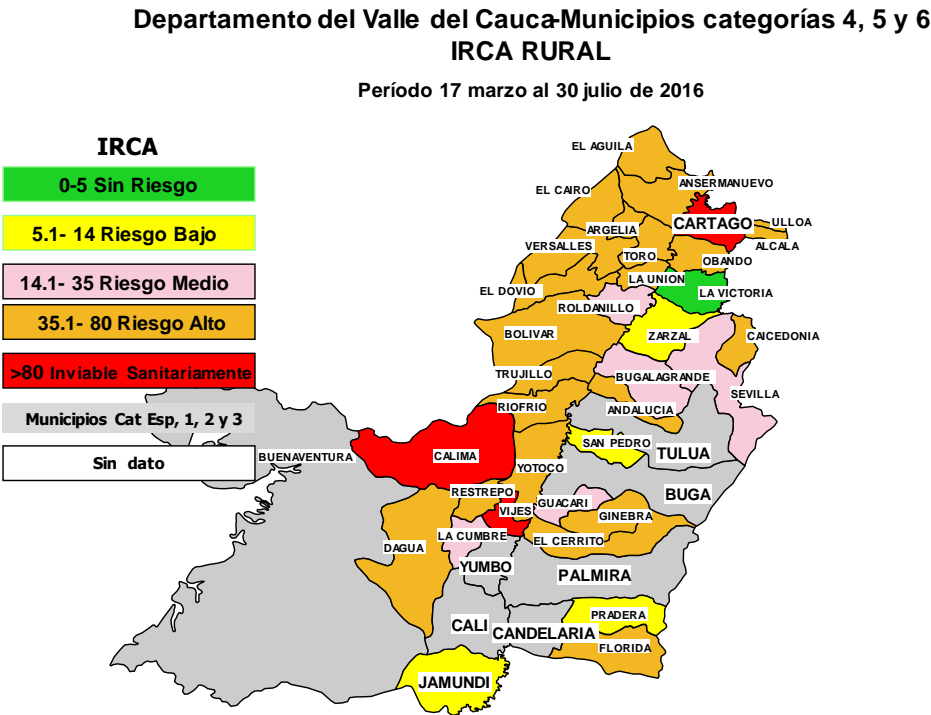 Departamento del Valle del Cauca-Municipios categorías 4, 5 y 6
IRCA RURAL
Período 17 marzo al 30 julio de 2016
IRCA
0-5 Sin Riesgo
5.1- 14 Riesgo Bajo
14.1- 35 Riesgo Medio
35.1- 80 Riesgo Alto
>80 Inviable Sanitariamente
Municipios Cat Esp, 1, 2 y 3
Sin dato
EL AGUILA
ANSERMANUEVO
EL CAIRO
CARTAGO
ULLOA
ARGELIA
ALCALA
VERSALLES
TORO
OBANDO
LA UNION
EL DOVIO
LA VICTORIA
ROLDANILLO
BOLIVAR
ZARZAL
CAICEDONIA
TRUJILLO
BUGALAGRANDE
SEVILLA
RIOFRIO
ANDALUCIA
SAN PEDRO
TULUA
BUENAVENTURA
CALIMA
YOTOCO
RESTREPO
BUGA
GUACARI
VIJES
GINEBRA
LA CUMBRE
EL CERRITO
DAGUA
YUMBO
PALMIRA
PRADERA
CALI
CANDELARIA
FLORIDA
JAMUNDI